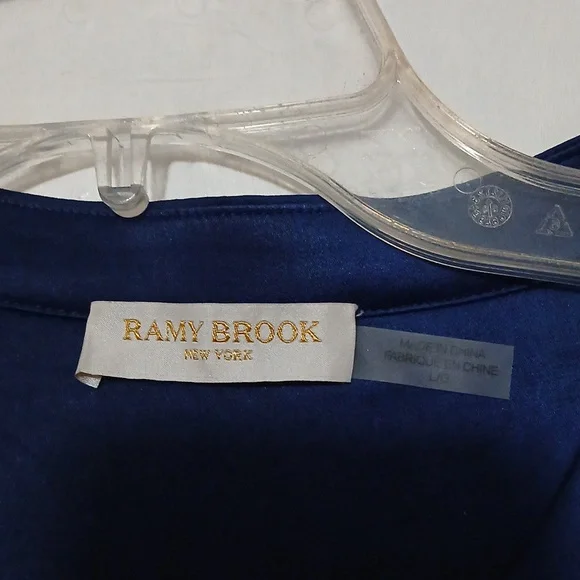 RAMY BROOK
NEW YORK
MADE IN CHINA
FABRIQUE EN CHINE
L/G